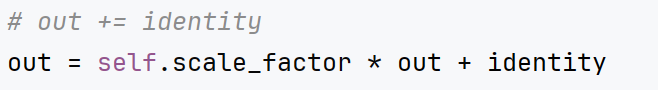 # out += identity
out = self.scale_factor * out + identity